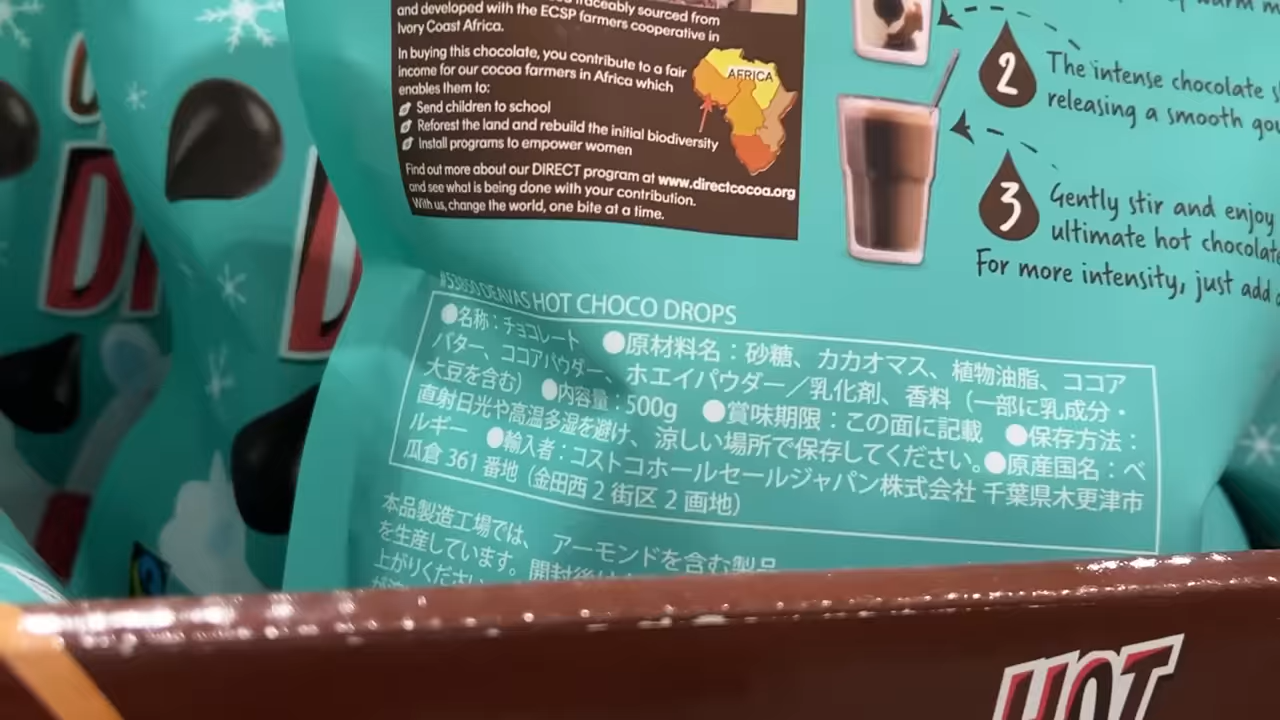 traceably sourced from
and developed with the ECSP farmers cooperative in
Ivory Coast Africa.
In buying this chocolate, you contribute to a fair
income for our cocoa farmers in Africa which
enables them to:
Send children to school
Reforest the land and rebuild the initial biodiversity
Install programs to empower women
Find out more about our DIRECT program at www.directcocoa.org
and see what is being done with your contribution.
With us, change the world, one bite at a time.
AFRICA
2
The intense chocolate
releasing a smooth
3
Gently stir and enjoy
ultimate hot chocolate
For more intensity, just add
DEAVAS HOT CHOCO DROPS
●名称：チョコレート ●原材料名：砂糖、カカオマス、植物油脂、ココア
バター、ココアパウダー、ホエイパウダー／乳化剤、香料（一部に乳成分・
大豆を含む） ●内容量：500g ●賞味期限：この面に記載 ●保存方法：
直射日光や高温多湿を避け、涼しい場所で保存してください。●原産国名：ベ
ルギー ●輸入者：コストコホールセールジャパン株式会社 千葉県木更津市
瓜倉 361 番地（金田西 2 街区 2 画地）
本品製造工場では、 アーモンドを含む製品
を生産しています。開封後は
上がりください
HOT